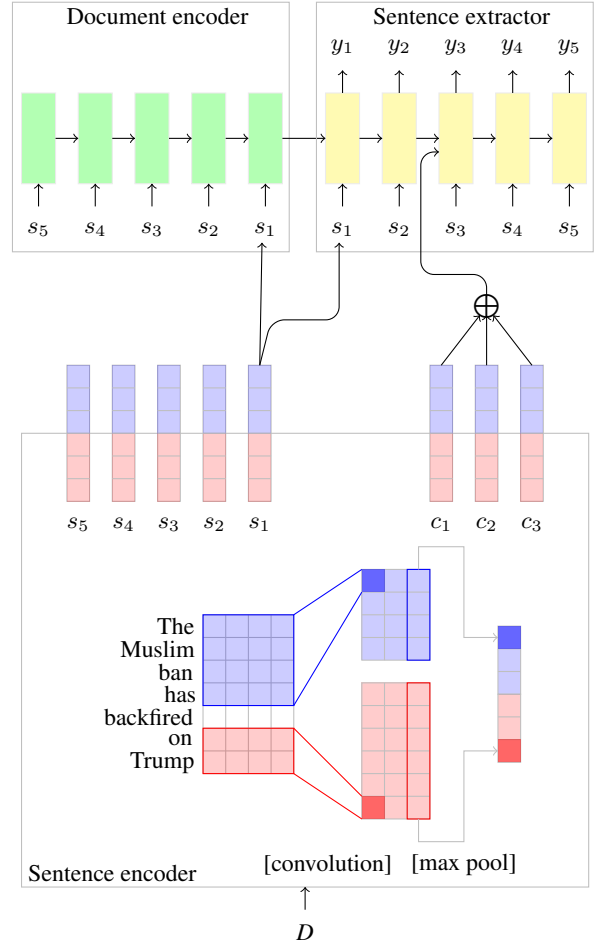 Document encoder
Sentence extractor
y1 y2 y3 y4 y5
s5 s4 s3 s2 s1
s1 s2 s3 s4 s5
s5 s4 s3 s2 s1
c1 c2 c3
The
Muslim
ban
has
backfired
on
Trump
[convolution]
[max pool]
Sentence encoder
D